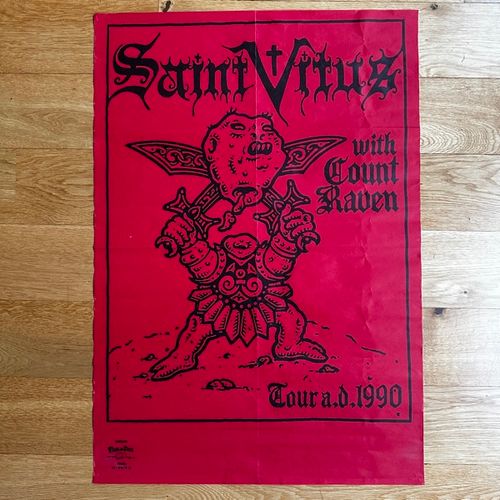 Saint Vitus
with
Count
Raven
Tour a.d. 1990